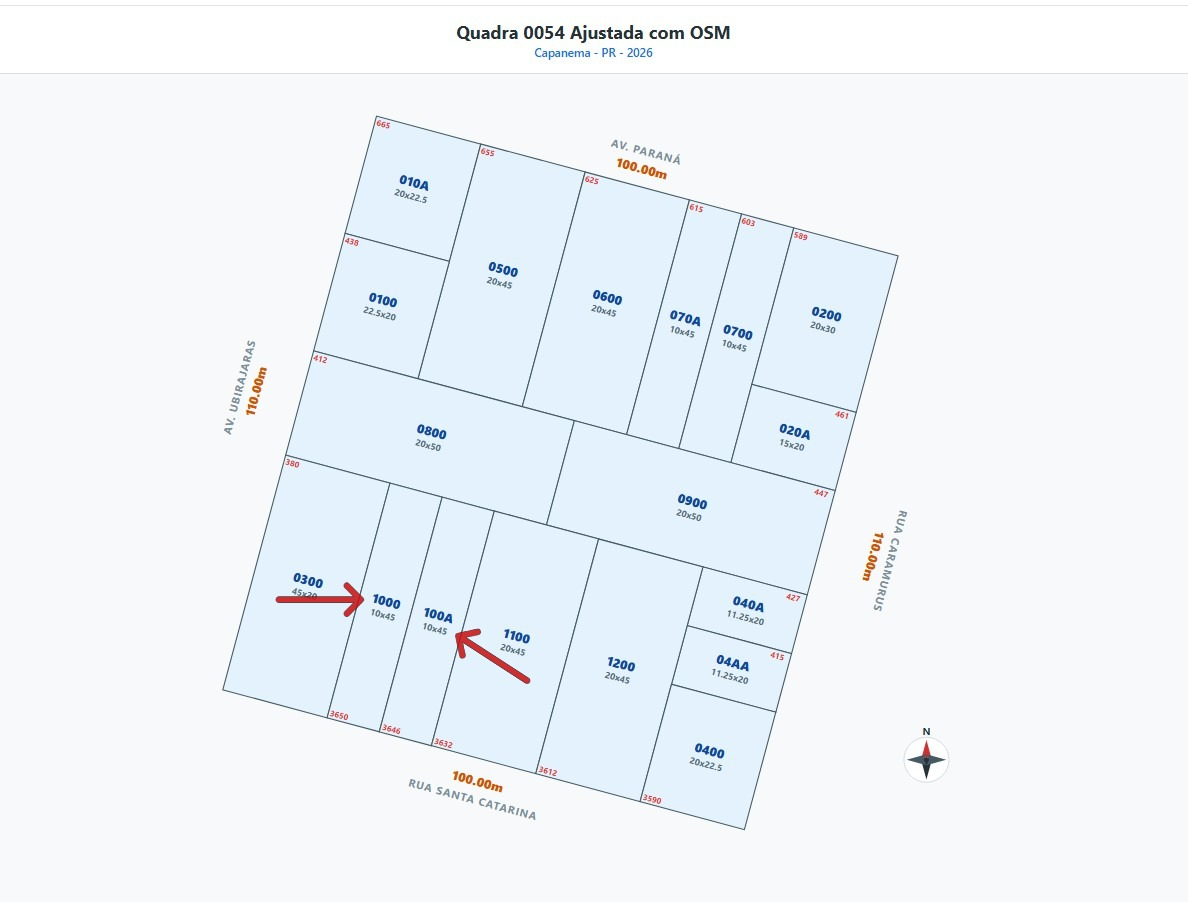 Quadra 0054 Ajustada com OSM
Capanema - PR - 2026
AV. PARANÁ
100.00m
665
655
625
615
603
589
010A
20x22.5
0500
20x45
0600
20x45
070A
10x45
0700
10x45
0200
20x30
438
0100
22.5x20
461
020A
15x20
412
AV. UBIRAJARAS
110.00m
0800
20x50
447
0900
20x50
380
RUA CARAMURUS
110.00m
0300
45x20
1000
10x45
100A
10x45
1100
20x45
1200
20x45
427
040A
11.25x20
415
04AA
11.25x20
0400
20x22.5
3650
3646
3632
3612
3590
100.00m
RUA SANTA CATARINA
N